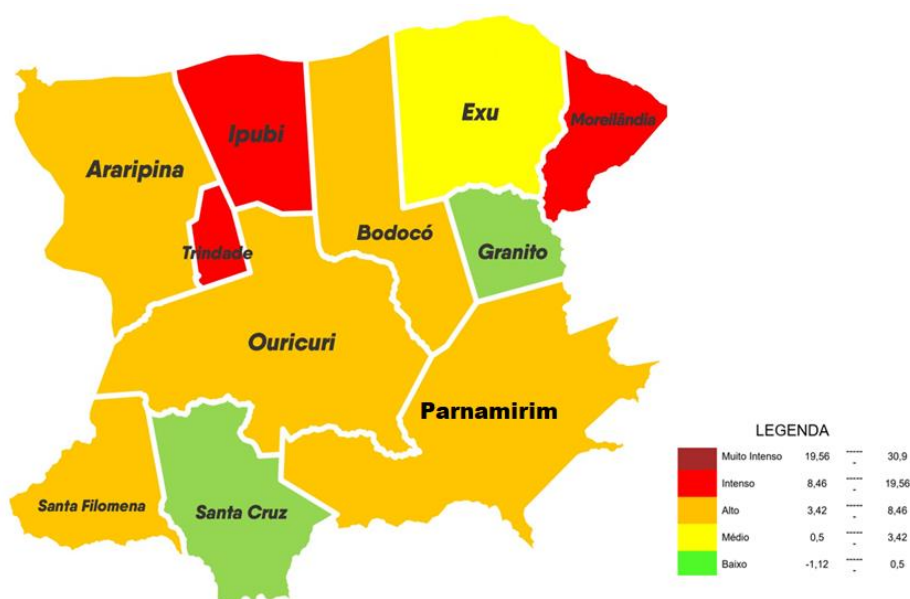 Exu
Moreilândia
Ipubi
Araripina
Trindade
Bodocó
Granito
Ouricuri
Parnamirim
Santa Filomena
Santa Cruz
LEGENDA
Muito Intenso 19,56 ------ 30,9
Intenso 8,46 ------ 19,56
Alto 3,42 ------ 8,46
Médio 0,5 ------ 3,42
Baixo -1,12 ------ 0,5